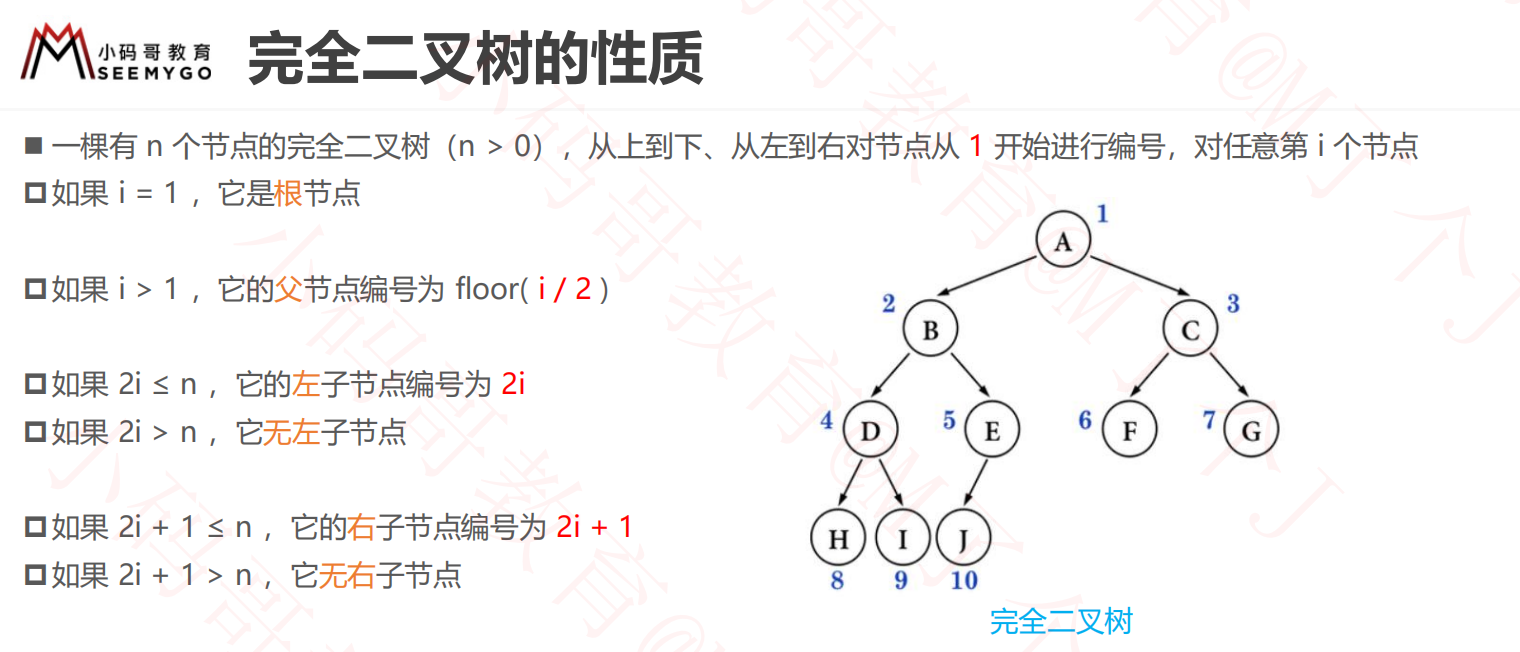 小码哥教育
SEEMYGO
完全二叉树的性质
■ 一棵有 n 个节点的完全二叉树（n > 0），从上到下、从左到右对节点从 1 开始进行编号，对任意第 i 个节点
如果 i = 1 ，它是根节点
如果 i > 1 ，它的父节点编号为 floor( i / 2 )
如果 2i ≤ n ，它的左子节点编号为 2i
如果 2i > n ，它无左子节点
如果 2i + 1 ≤ n ，它的右子节点编号为 2i + 1
如果 2i + 1 > n ，它无右子节点
1
A
2
B
3
C
4
D
5
E
6
F
7
G
H
I
J
8
9
10
完全二叉树
小码哥教育@MJ
个